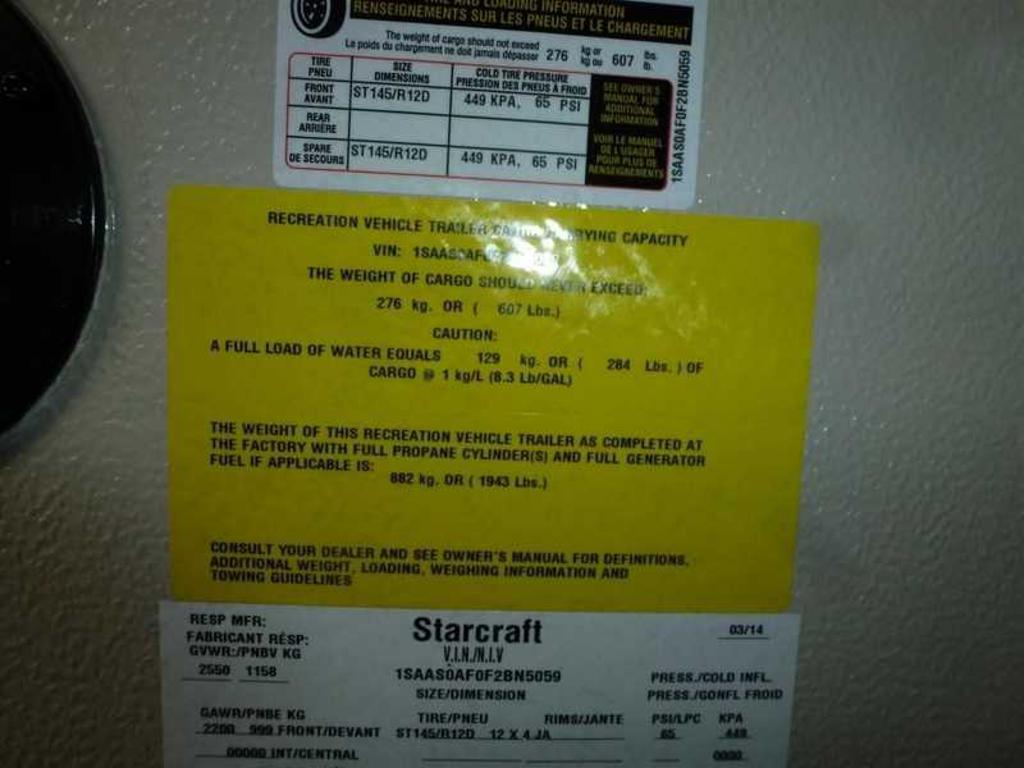 TIRE AND LOADING INFORMATION
RENSEIGNEMENTS SUR LES PNEUS ET LE CHARGEMENT
The weight of cargo should not exceed 276 kg or 607 lbs.
Le poids du chargement ne doit jamais dépasser kg ou lb.
TIRE PNEU SIZE DIMENSIONS COLD TIRE PRESSURE PRESSION DES PNEUS À FROID
SEE OWNER'S MANUAL FOR ADDITIONAL INFORMATION
FRONT AVANT ST145/R12D 449 KPA, 65 PSI
REAR ARRIÈRE
VOIR LE MANUEL DE L'USAGER POUR PLUS DE RENSEIGNEMENTS
SPARE DE SECOURS ST145/R12D 449 KPA, 65 PSI
1SAAS0AF0F2BN5059
RECREATION VEHICLE TRAILER CARRYING CAPACITY
VIN:
THE WEIGHT OF CARGO SHOULD NEVER EXCEED:
276 kg. OR ( 607 Lbs.)
CAUTION:
A FULL LOAD OF WATER EQUALS 129 kg. OR ( 284 Lbs. ) OF
CARGO @ 1 kg/L (8.3 Lb/GAL)
THE WEIGHT OF THIS RECREATION VEHICLE TRAILER AS COMPLETED AT
THE FACTORY WITH FULL PROPANE CYLINDER(S) AND FULL GENERATOR
FUEL IF APPLICABLE IS:
882 kg. OR ( 1943 Lbs.)
CONSULT YOUR DEALER AND SEE OWNER'S MANUAL FOR DEFINITIONS,
ADDITIONAL WEIGHT, LOADING, WEIGHING INFORMATION AND
TOWING GUIDELINES
RESP MFR: Starcraft 03/14
FABRICANT RÉSP:
GVWR:/PNBV KG V.I.N./N.I.V
2550 1158 1SAAS0AF0F2BN5059 PRESS./COLD INFL.
SIZE/DIMENSION PRESS./GONFL FROID
GAWR/PNBE KG TIRE/PNEU RIMS/JANTE PSI/LPC KPA
2200 999 FRONT/DEVANT ST145/R12D 12 X 4 JA 65 449
00000 INT/CENTRAL 0000